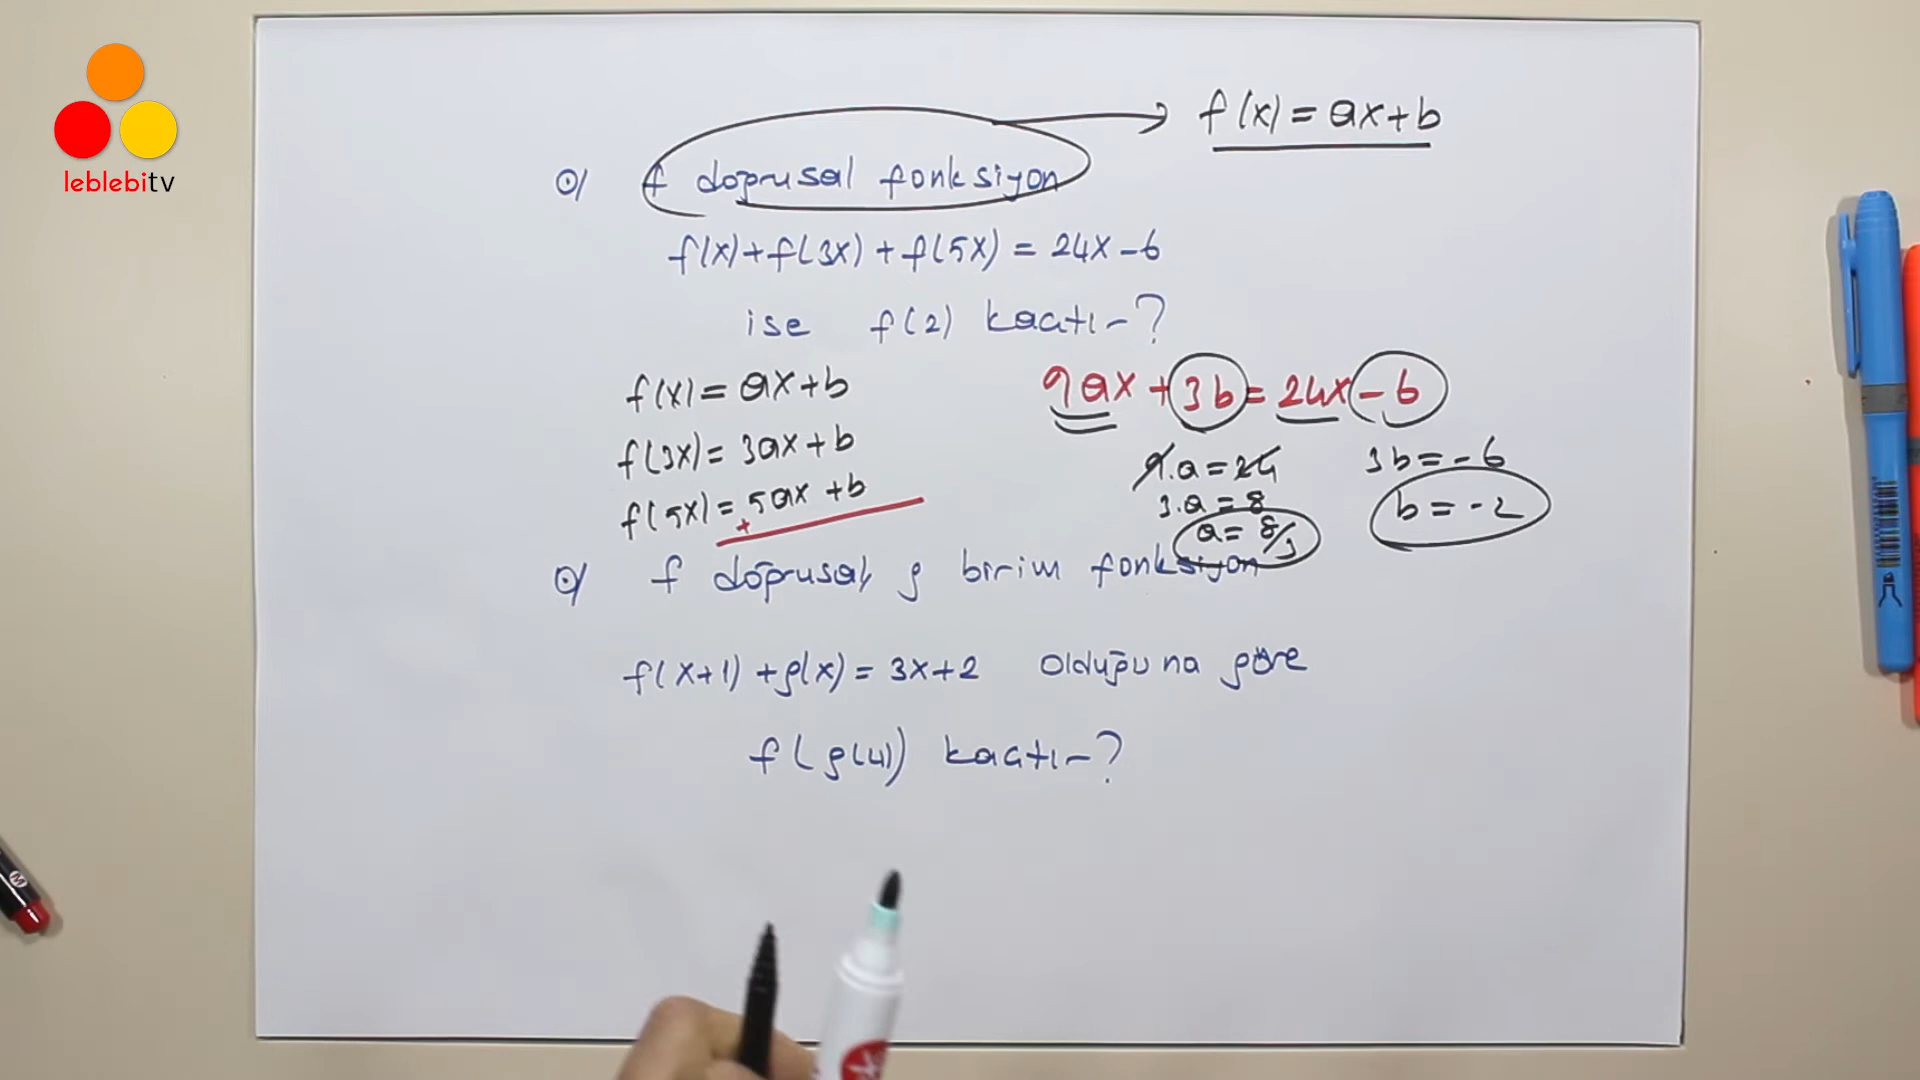 leblebitv
f(x) = ax+b
f doğrusal fonksiyon
f(x)+f(3x)+f(5x) = 24x-6
ise f(2) kaçtır?
f(x) = ax+b
f(3x) = 3ax+b
f(5x) = 5ax+b
+
9ax+3b = 24x-6
9.a = 24
3.a = 8
a = 8/3
3b = -6
b = -2
f doğrusal, g birim fonksiyon
f(x+1)+g(x) = 3x+2 olduğuna göre
f(g(4)) kaçtır?